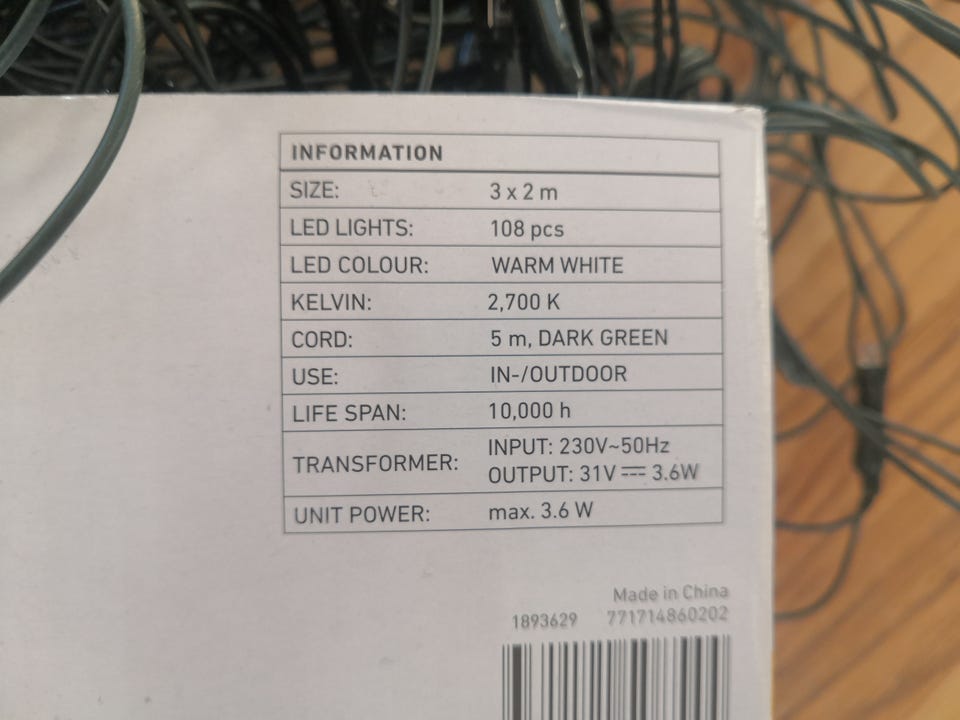 INFORMATION
SIZE: 3 x 2 m
LED LIGHTS: 108 pcs
LED COLOUR: WARM WHITE
KELVIN: 2,700 K
CORD: 5 m, DARK GREEN
USE: IN-/OUTDOOR
LIFE SPAN: 10,000 h
TRANSFORMER: INPUT: 230V~50Hz
OUTPUT: 31V ⎓ 3.6W
UNIT POWER: max. 3.6 W
Made in China
1893629 771714860202